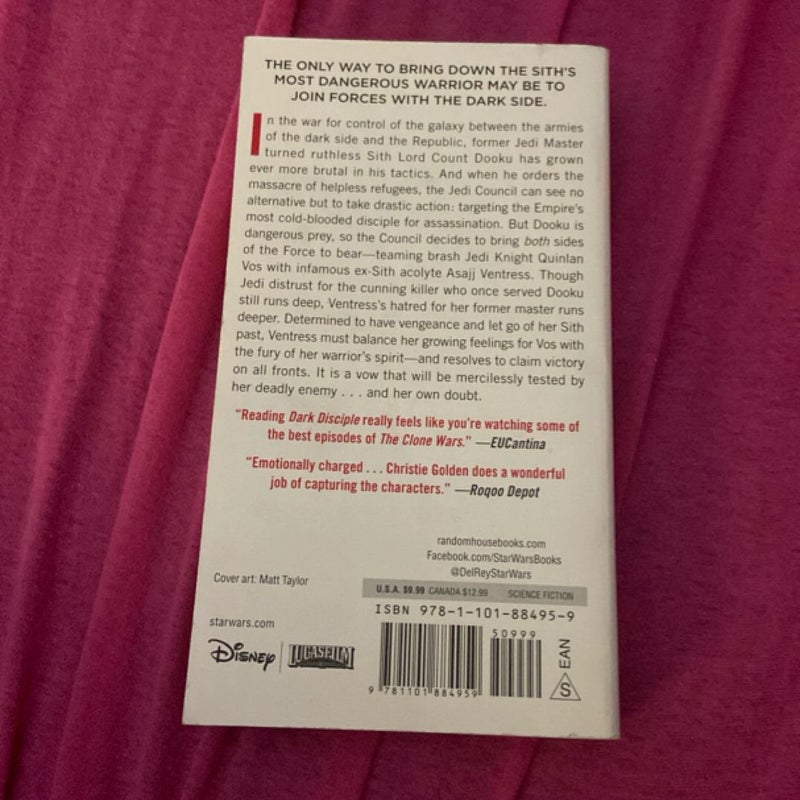 THE ONLY WAY TO BRING DOWN THE SITH'S
MOST DANGEROUS WARRIOR MAY BE TO
JOIN FORCES WITH THE DARK SIDE.
In the war for control of the galaxy between the armies
of the dark side and the Republic, former Jedi Master
turned ruthless Sith Lord Count Dooku has grown
ever more brutal in his tactics. And when he orders the
massacre of helpless refugees, the Jedi Council can see no
alternative but to take drastic action: targeting the Empire's
most cold-blooded disciple for assassination. But Dooku is
dangerous prey, so the Council decides to bring both sides
of the Force to bear—teaming brash Jedi Knight Quinlan
Vos with infamous ex-Sith acolyte Asajj Ventress. Though
Jedi distrust for the cunning killer who once served Dooku
still runs deep, Ventress's hatred for her former master runs
deeper. Determined to have vengeance and let go of her Sith
past, Ventress must balance her growing feelings for Vos with
the fury of her warrior's spirit—and resolves to claim victory
on all fronts. It is a vow that will be mercilessly tested by
her deadly enemy . . . and her own doubt.
"Reading Dark Disciple really feels like you're watching some of
the best episodes of The Clone Wars." —EUCantina
"Emotionally charged . . . Christie Golden does a wonderful
job of capturing the characters." —Roqoo Depot
randomhousebooks.com
Facebook.com/StarWarsBooks
@DelReyStarWars
Cover art: Matt Taylor
U.S.A. $9.99 CANADA $12.99 SCIENCE FICTION
ISBN 978-1-101-88495-9
50999
starwars.com
Disney LUCASFILM
EAN
S
9 781101 884959